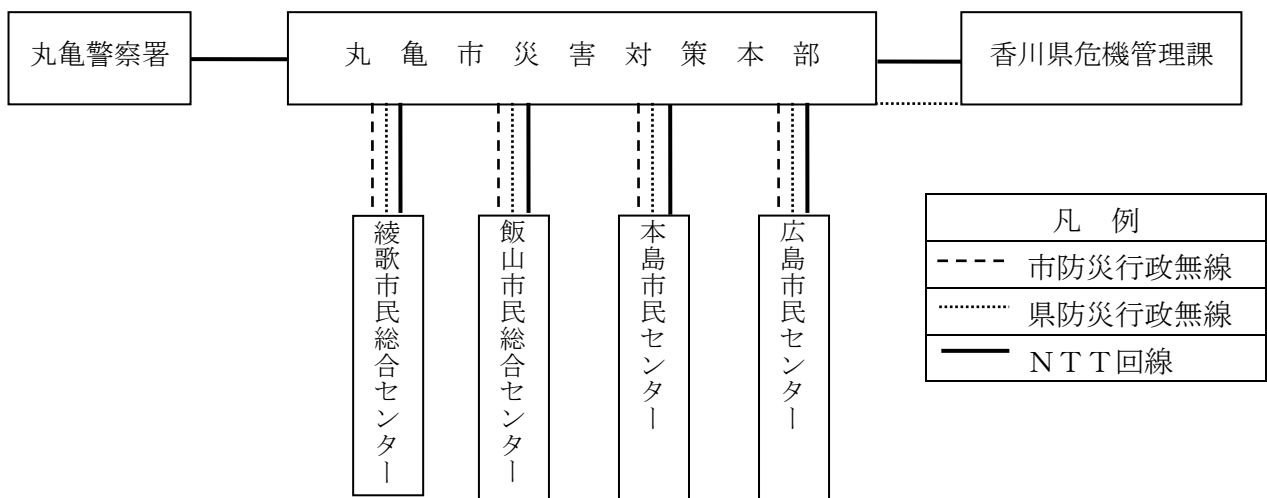 丸亀警察署
丸亀市災害対策本部
香川県危機管理課
綾歌市民総合センター
飯山市民総合センター
本島市民センター
広島市民センター
凡 例
市防災行政無線
県防災行政無線
ＮＴＴ回線